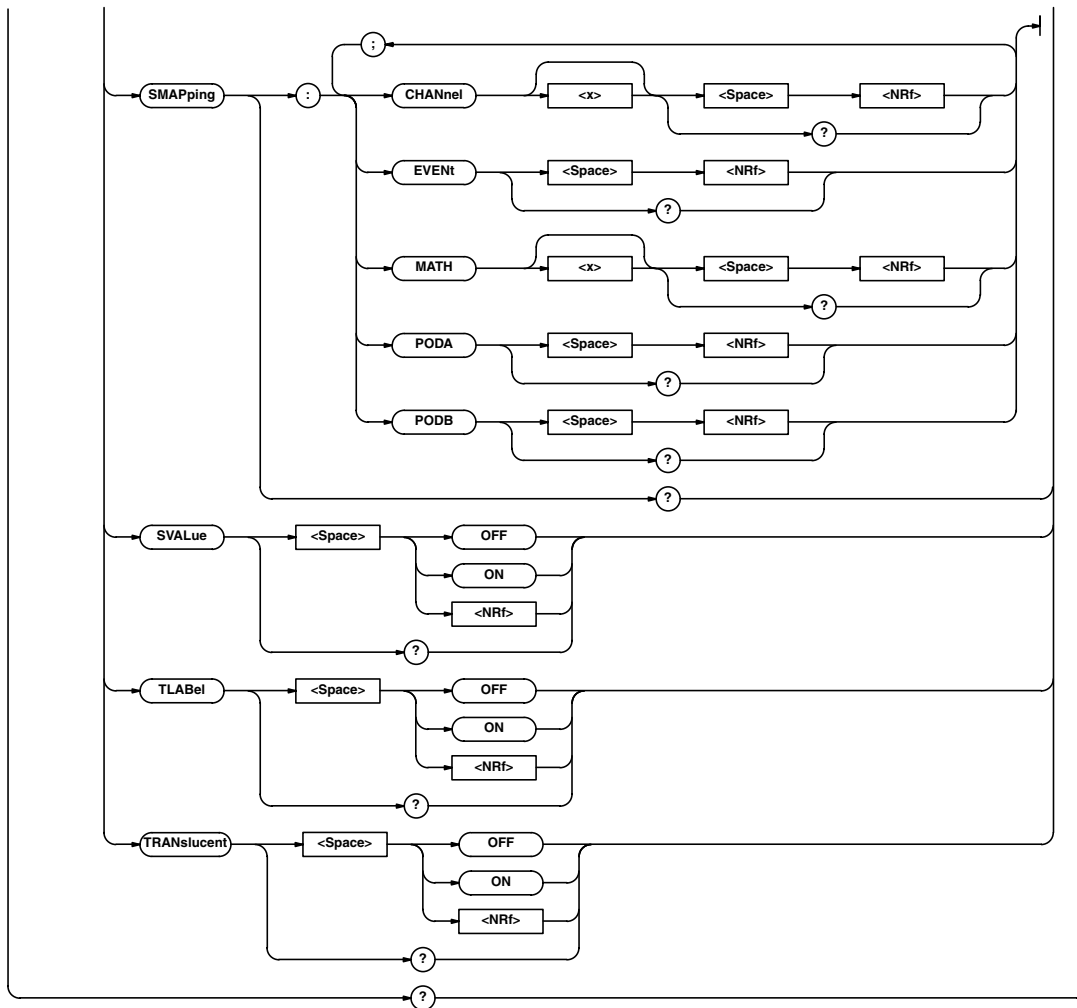 ;
SMAPping : CHANnel <x> <Space> <NRf>
?
EVENt <Space> <NRf>
?
MATH <x> <Space> <NRf>
?
PODA <Space> <NRf>
?
PODB <Space> <NRf>
?
?
SVALue <Space> OFF
ON
<NRf>
?
TLABel <Space> OFF
ON
<NRf>
?
TRANslucent <Space> OFF
ON
<NRf>
?
?